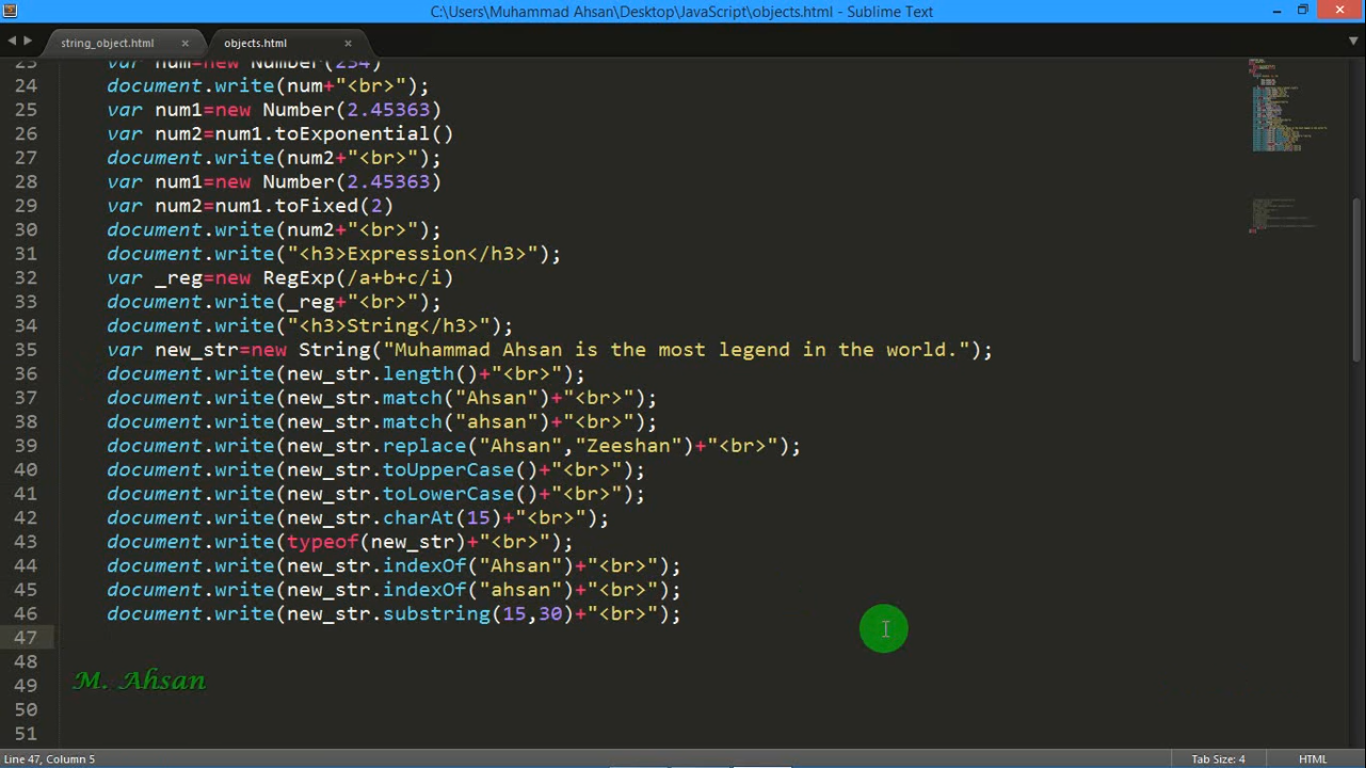 C:\Users\Muhammad Ahsan\Desktop\JavaScript\objects.html - Sublime Text
string_object.html × objects.html ×
23 var num=new Number(234)
24 document.write(num+"<br>");
25 var num1=new Number(2.45363)
26 var num2=num1.toExponential()
27 document.write(num2+"<br>");
28 var num1=new Number(2.45363)
29 var num2=num1.toFixed(2)
30 document.write(num2+"<br>");
31 document.write("<h3>Expression</h3>");
32 var _reg=new RegExp(/a+b+c/i)
33 document.write(_reg+"<br>");
34 document.write("<h3>String</h3>");
35 var new_str=new String("Muhammad Ahsan is the most legend in the world.");
36 document.write(new_str.length()+"<br>");
37 document.write(new_str.match("Ahsan")+"<br>");
38 document.write(new_str.match("ahsan")+"<br>");
39 document.write(new_str.replace("Ahsan","Zeeshan")+"<br>");
40 document.write(new_str.toUpperCase()+"<br>");
41 document.write(new_str.toLowerCase()+"<br>");
42 document.write(new_str.charAt(15)+"<br>");
43 document.write(typeof(new_str)+"<br>");
44 document.write(new_str.indexOf("Ahsan")+"<br>");
45 document.write(new_str.indexOf("ahsan")+"<br>");
46 document.write(new_str.substring(15,30)+"<br>");
47
48
49 M. Ahsan
50
51
Line 47, Column 5 Tab Size: 4 HTML